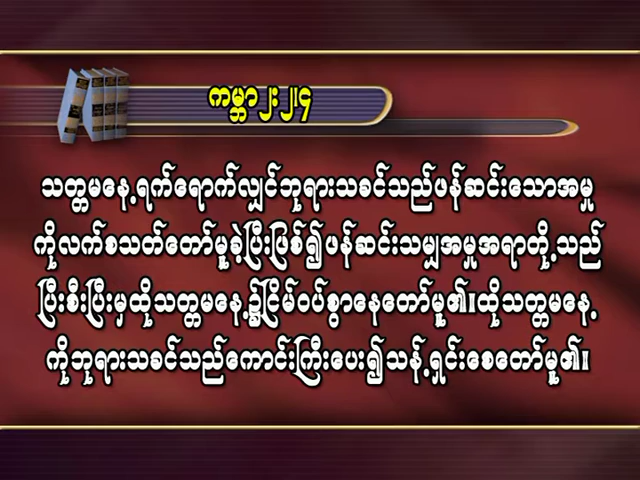 ကမ္ဘာ၂း၂၊၄
သတ္တမနေ့ရက်ရောက်လျှင်ဘုရားသခင်သည်ဖန်ဆင်းသောအမှု
ကိုလက်စသတ်တော်မူခဲ့ပြီးဖြစ်၍ဖန်ဆင်းသမျှအမှုအရာတို့သည်
ပြီးစီးပြီးမှထိုသတ္တမနေ့၌ငြိမ်ဝပ်စွာနေတော်မူ၏။ထိုသတ္တမနေ့
ကိုဘုရားသခင်သည်ကောင်းကြီးပေး၍သန့်ရှင်းစေတော်မူ၏။